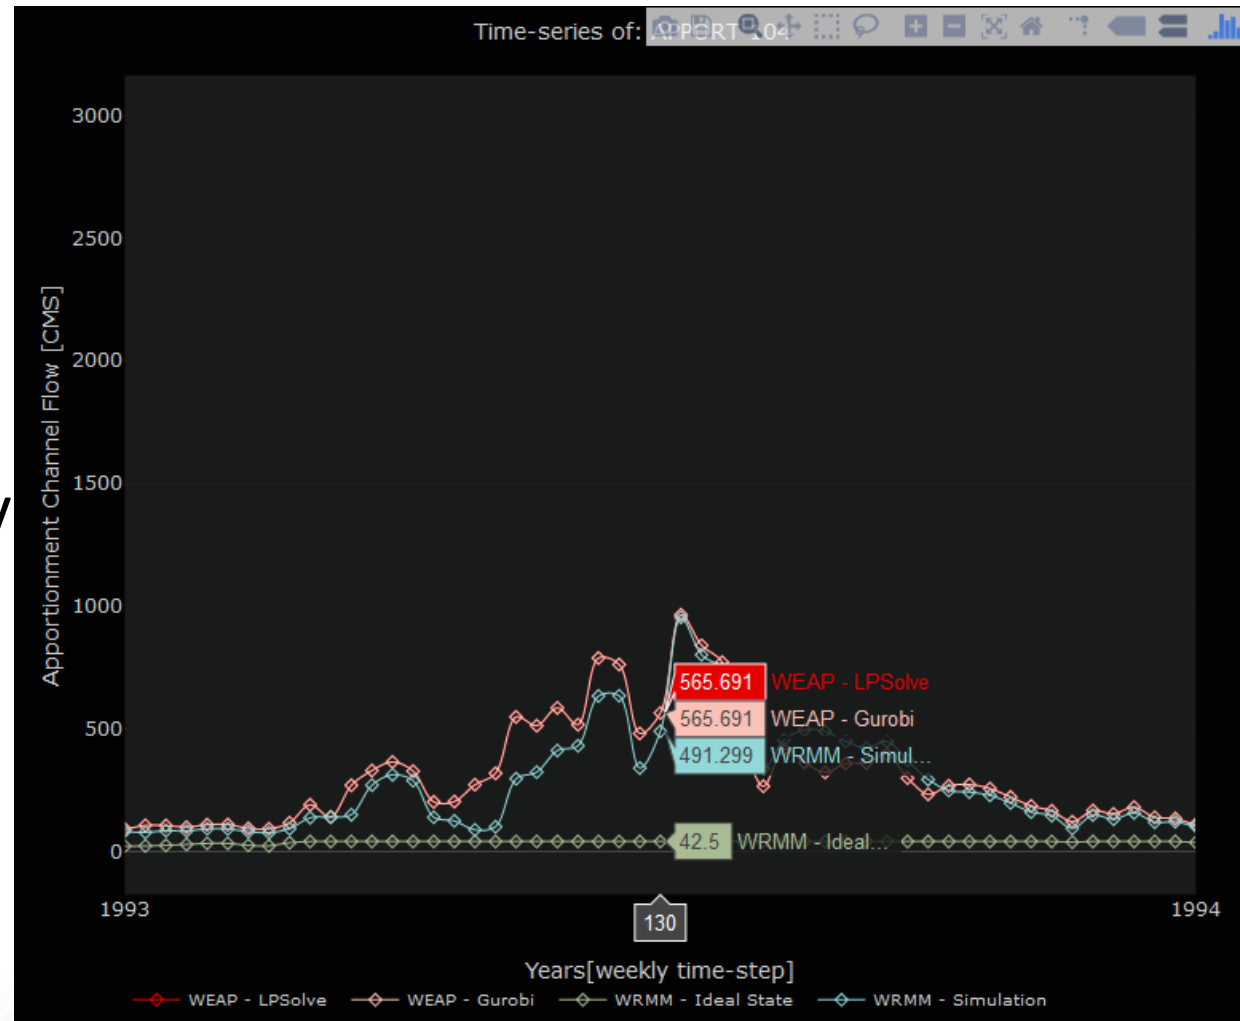 Time-series of: APPORT 104
3000
2500
2000
1500
1000
500
0
Apportionment Channel Flow [CMS]
y
565.691 WEAP - LPSolve
565.691 WEAP - Gurobi
491.299 WRMM - Simul...
42.5 WRMM - Ideal...
1993
130
1994
Years[weekly time-step]
WEAP - LPSolve WEAP - Gurobi WRMM - Ideal State WRMM - Simulation